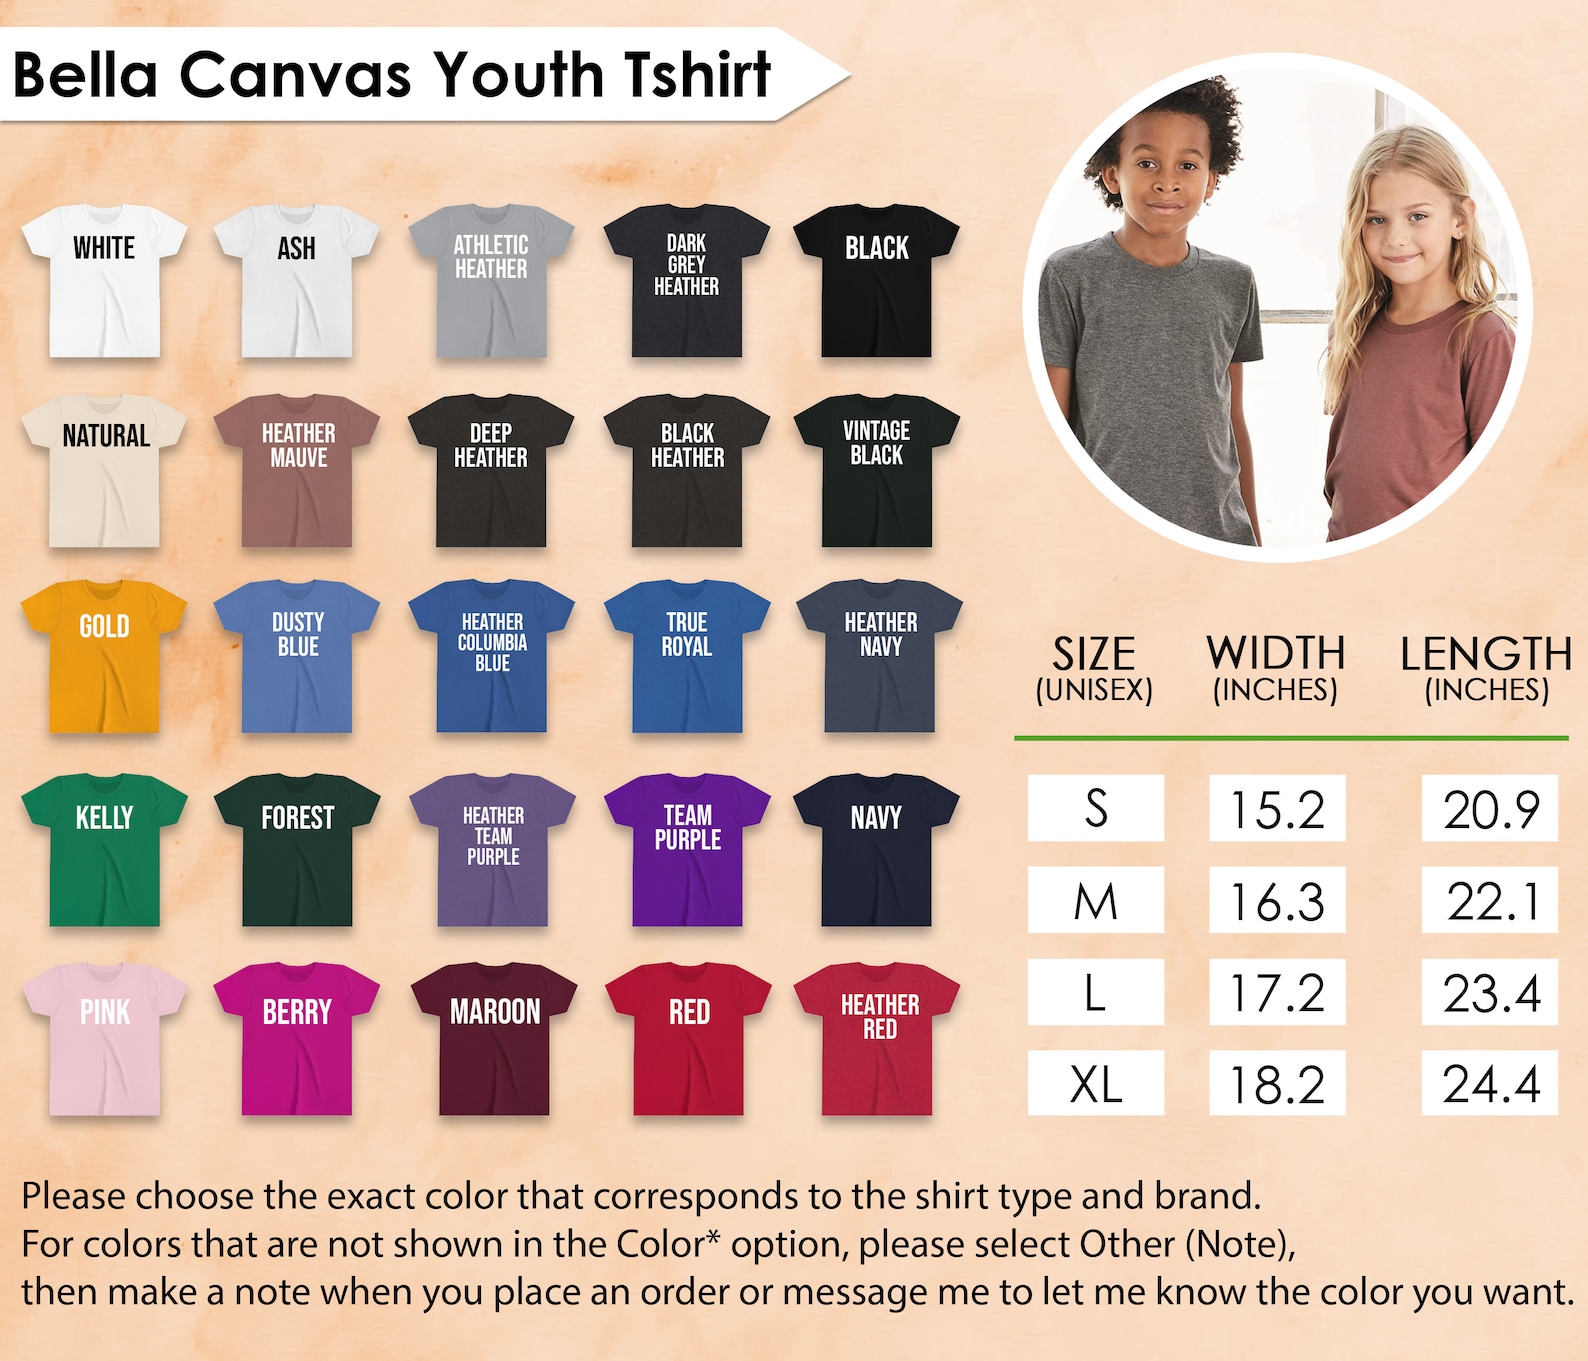 Bella Canvas Youth Tshirt
WHITE
ASH
ATHLETIC
HEATHER
DARK
GREY
HEATHER
BLACK
NATURAL
HEATHER
MAUVE
DEEP
HEATHER
BLACK
HEATHER
VINTAGE
BLACK
GOLD
DUSTY
BLUE
HEATHER
COLUMBIA
BLUE
TRUE
ROYAL
HEATHER
NAVY
KELLY
FOREST
HEATHER
TEAM
PURPLE
TEAM
PURPLE
NAVY
PINK
BERRY
MAROON
RED
HEATHER
RED
SIZE WIDTH LENGTH
(UNISEX) (INCHES) (INCHES)
S 15.2 20.9
M 16.3 22.1
L 17.2 23.4
XL 18.2 24.4
Please choose the exact color that corresponds to the shirt type and brand.
For colors that are not shown in the Color* option, please select Other (Note),
then make a note when you place an order or message me to let me know the color you want.